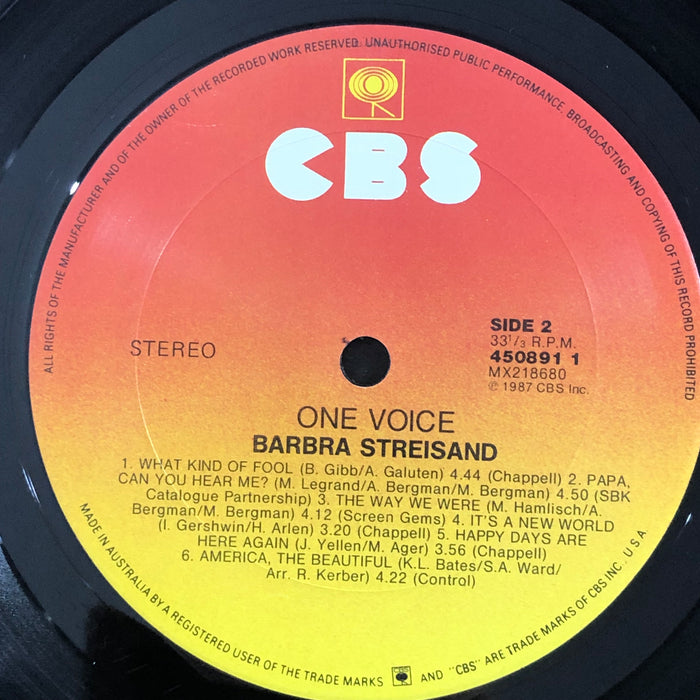 ALL RIGHTS OF THE MANUFACTURER AND OF THE OWNER OF THE RECORDED WORK RESERVED. UNAUTHORISED PUBLIC PERFORMANCE, BROADCASTING AND COPYING OF THIS RECORD PROHIBITED
CBS
STEREO
SIDE 2
33 1/3 R.P.M.
450891 1
MX218680
℗ 1987 CBS Inc.
ONE VOICE
BARBRA STREISAND
1. WHAT KIND OF FOOL (B. Gibb/A. Galuten) 4.44 (Chappell) 2. PAPA,
CAN YOU HEAR ME? (M. Legrand/A. Bergman/M. Bergman) 4.50 (SBK
Catalogue Partnership) 3. THE WAY WE WERE (M. Hamlisch/A.
Bergman/M. Bergman) 4.12 (Screen Gems) 4. IT'S A NEW WORLD
(I. Gershwin/H. Arlen) 3.20 (Chappell) 5. HAPPY DAYS ARE
HERE AGAIN (J. Yellen/M. Ager) 3.56 (Chappell)
6. AMERICA, THE BEAUTIFUL (K.L. Bates/S.A. Ward/
Arr. R. Kerber) 4.22 (Control)
MADE IN AUSTRALIA BY A REGISTERED USER OF THE TRADE MARKS CBS AND "CBS" ARE TRADE MARKS OF CBS INC., U.S.A